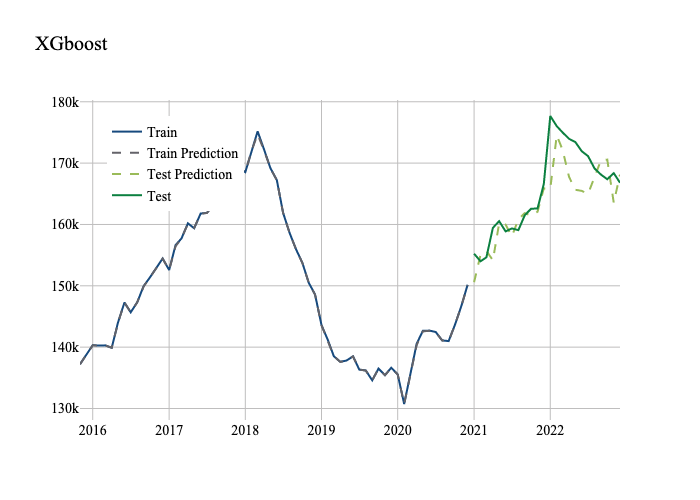 XGboost
180k
170k
160k
150k
140k
130k
Train
Train Prediction
Test Prediction
Test
2016 2017 2018 2019 2020 2021 2022